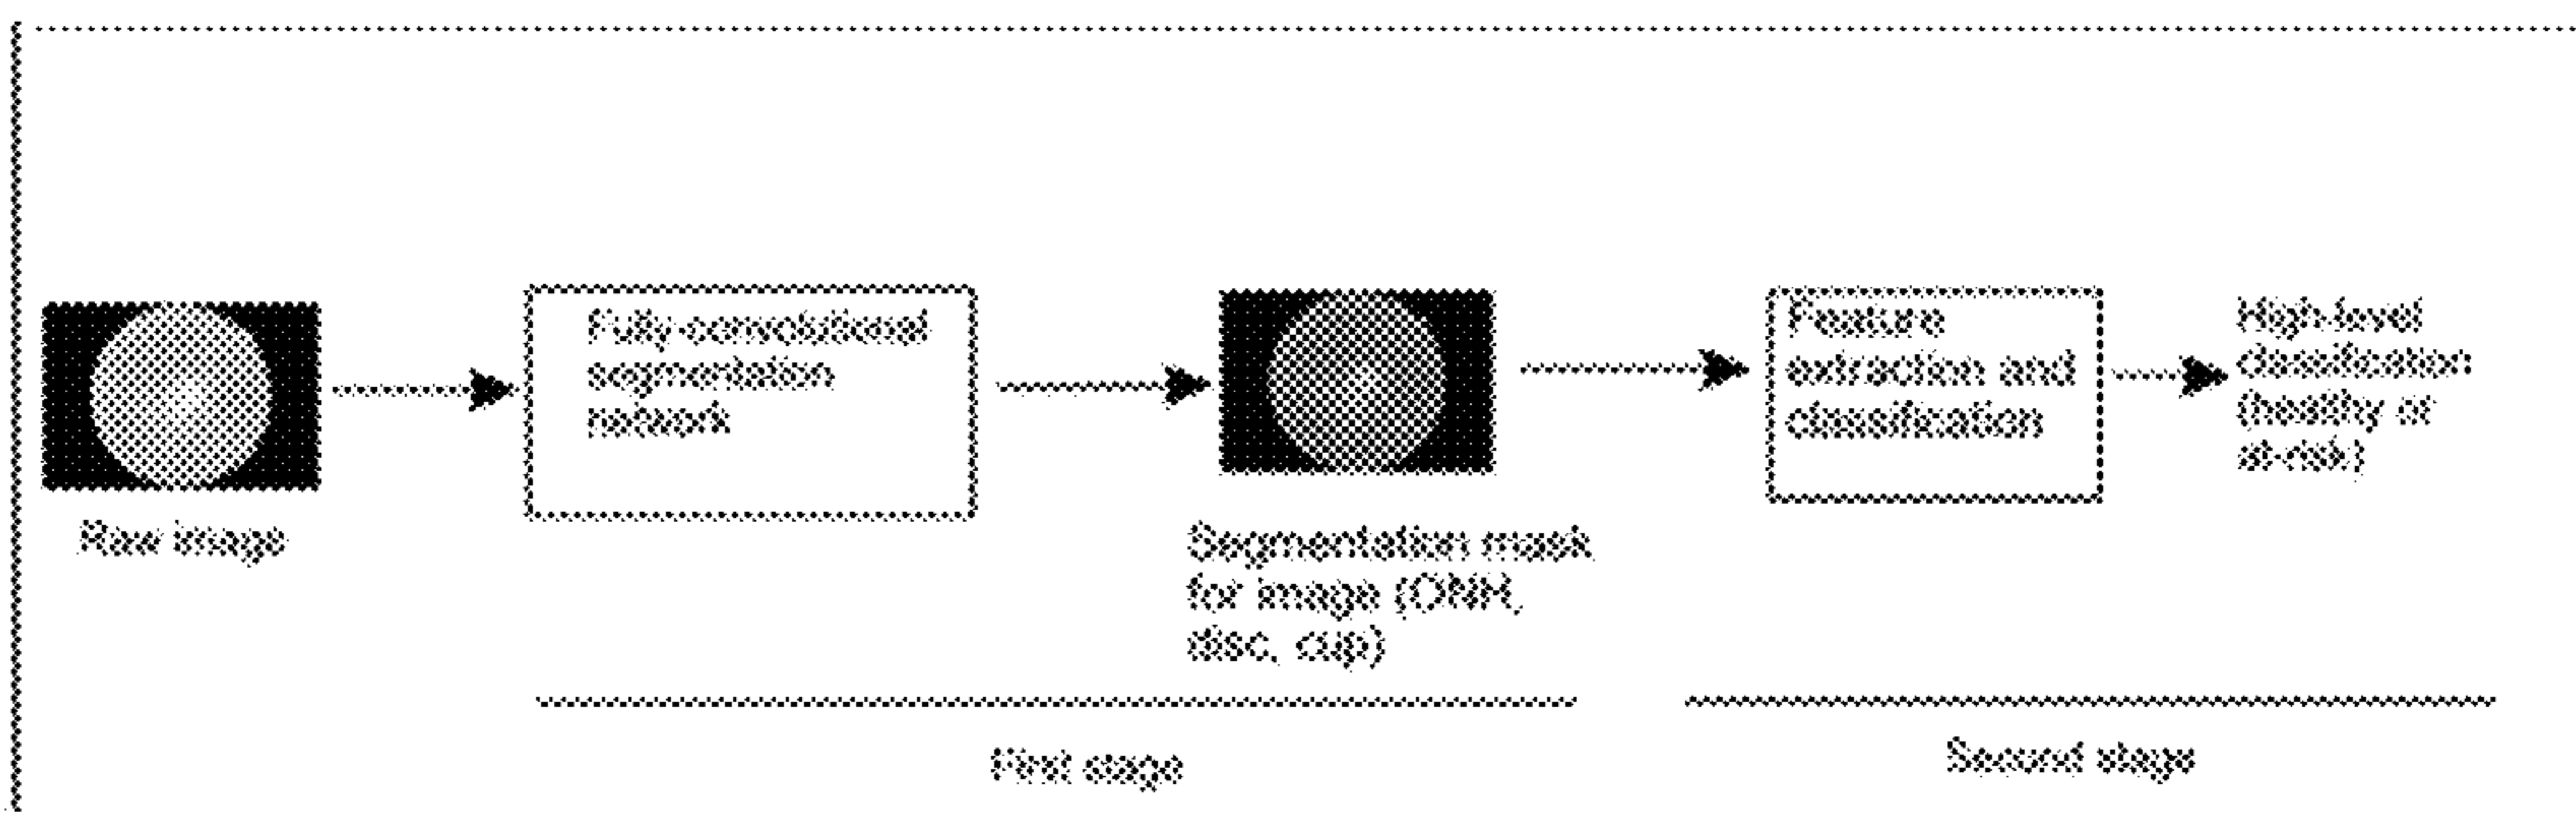 Raw image
Fully-convolutional
segmentation
network
Segmentation mask
for image (ONH,
disc, cup)
Feature
extraction and
classification
High-level
classification
(healthy or
at-risk)
First stage
Second stage